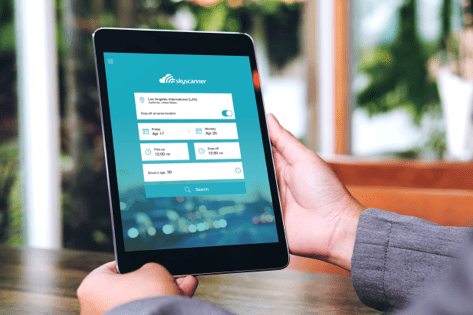 skyscanner
Los Angeles International (LAX)
California, United States
Drop off at same location
Friday
Apr 17
Monday
Apr 20
Pick up
12:00 PM
Drop off
12:00 PM
Driver's age: 30
Search